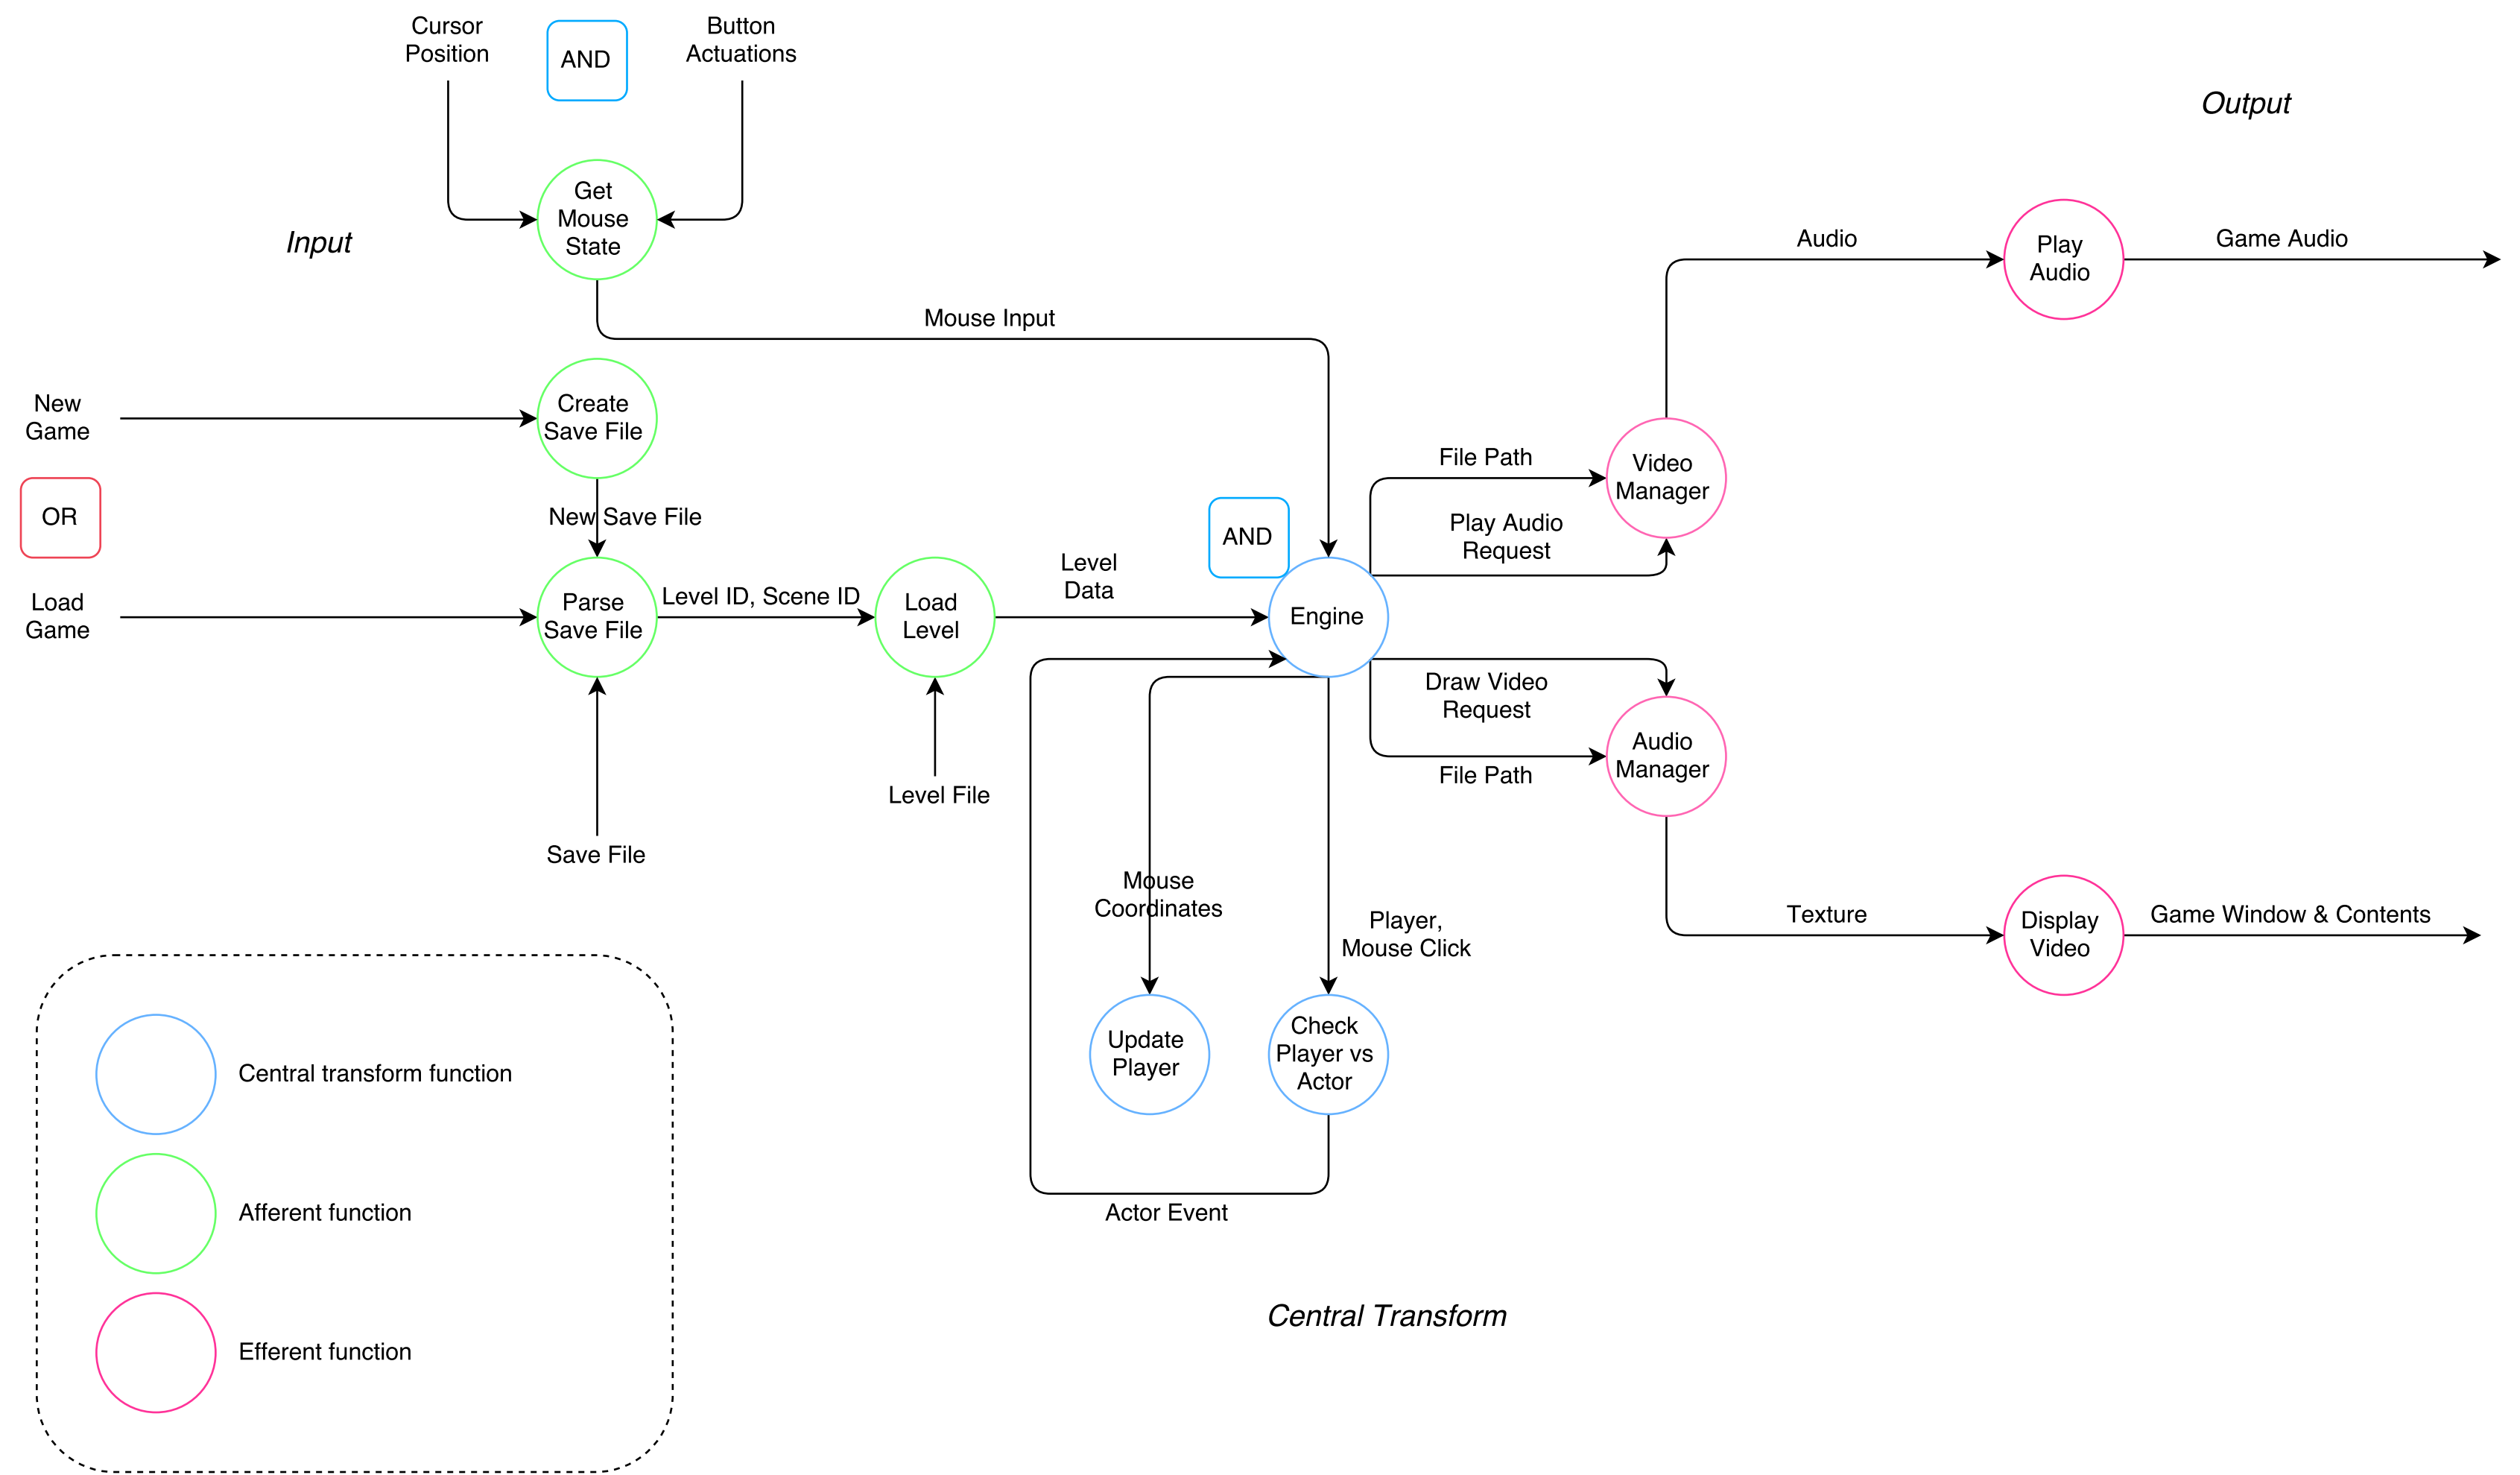 Cursor
Position
AND
Button
Actuations
Output
Get
Mouse
State
Input
Audio
Play
Audio
Game Audio
Mouse Input
New
Game
Create
Save File
File Path
Video
Manager
OR
New Save File
AND
Play Audio
Request
Load
Game
Parse
Save File
Level ID, Scene ID
Load
Level
Level
Data
Engine
Draw Video
Request
Audio
Manager
File Path
Level File
Save File
Mouse
Coordinates
Player,
Mouse Click
Texture
Display
Video
Game Window & Contents
Update
Player
Check
Player vs
Actor
Actor Event
Central Transform
Central transform function
Afferent function
Efferent function